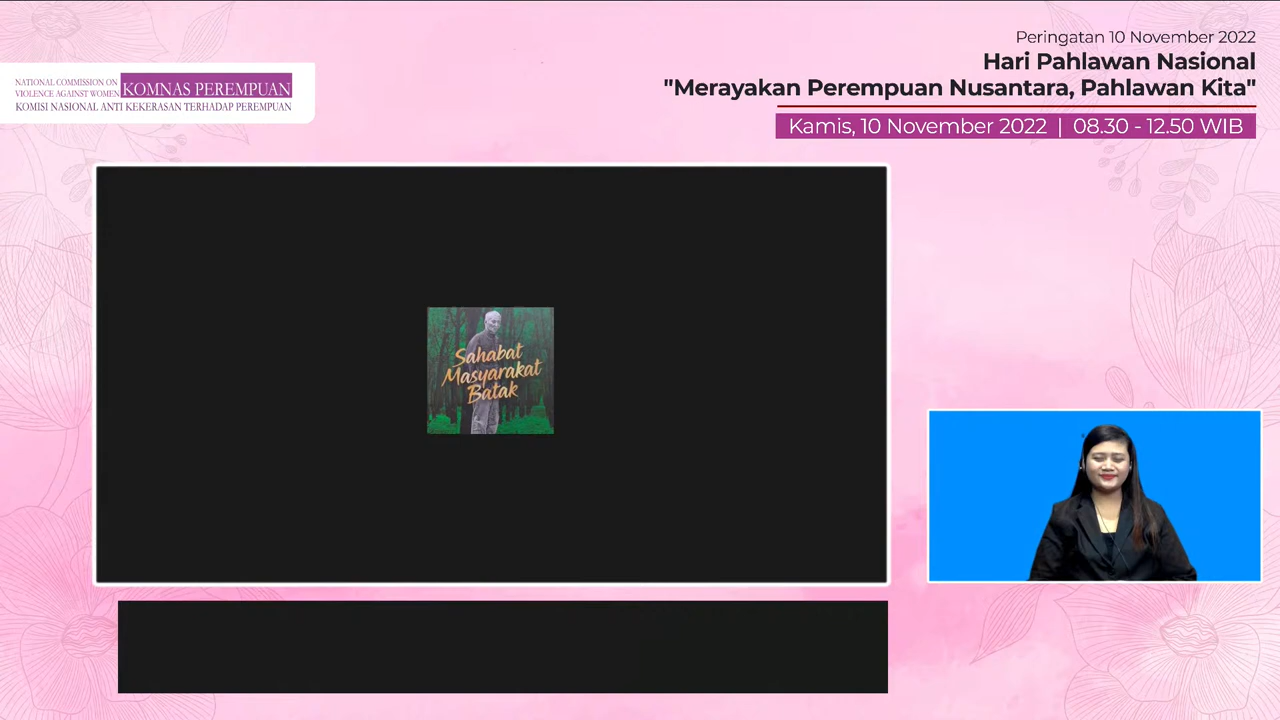 Peringatan 10 November 2022
Hari Pahlawan Nasional
"Merayakan Perempuan Nusantara, Pahlawan Kita"
Kamis, 10 November 2022 | 08.30 - 12.50 WIB
NATIONAL COMMISSION ON
VIOLENCE AGAINST WOMEN
KOMNAS PEREMPUAN
KOMISI NASIONAL ANTI KEKERASAN TERHADAP PEREMPUAN
Sahabat
Masyarakat
Batak